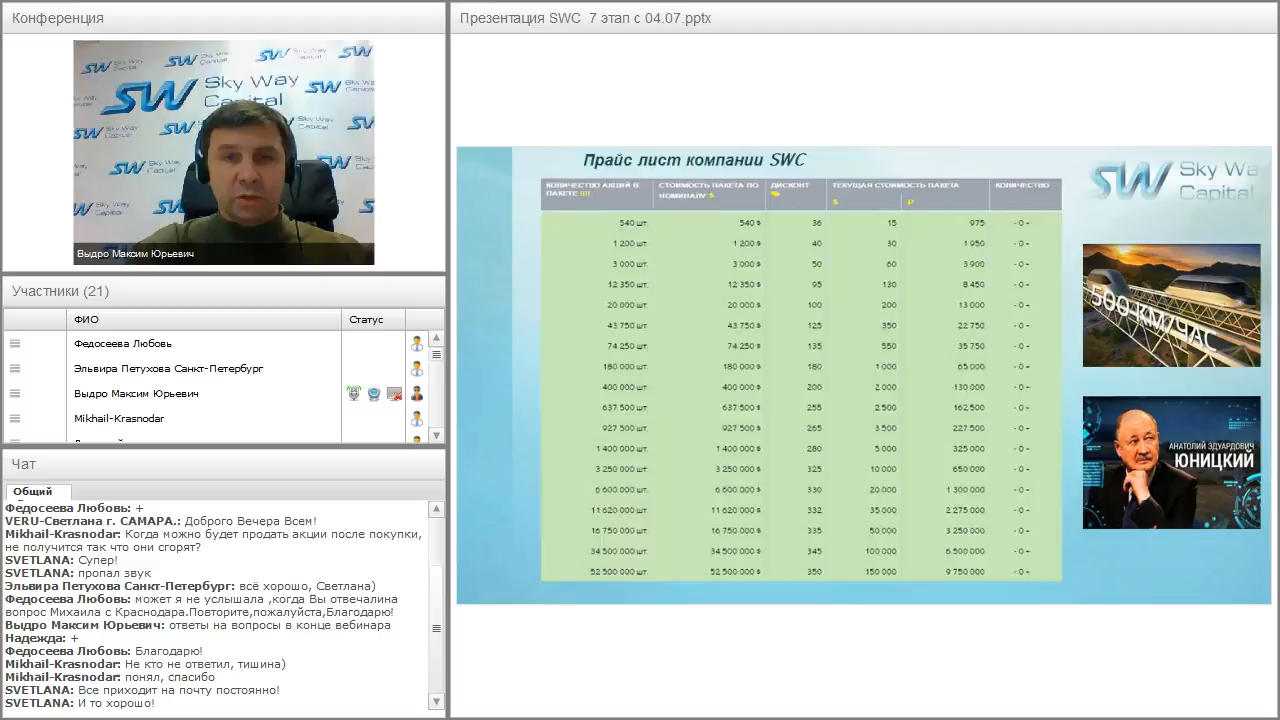 Конференция
SW Sky Way
Capital
Выдро Максим Юрьевич
Участники (21)
ФИО
Статус
Федосеева Любовь
Эльвира Петухова Санкт-Петербург
Выдро Максим Юрьевич
Mikhail-Krasnodar
Чат
Общий
Федосеева Любовь: +
VERU-Светлана г. САМАРА.: Доброго Вечера Всем!
Mikhail-Krasnodar: Когда можно будет продать акции после покупки,
не получится так что они сгорят?
SVETLANA: Супер!
SVETLANA: пропал звук
Эльвира Петухова Санкт-Петербург: всё хорошо, Светлана)
Федосеева Любовь: может я не услышала ,когда Вы отвечалина
вопрос Михаила с Краснодара.Повторите,пожалуйста,Благодарю!
Выдро Максим Юрьевич: ответы на вопросы в конце вебинара
Надежда: +
Федосеева Любовь: Благодарю!
Mikhail-Krasnodar: Не кто не ответил, тишина)
Mikhail-Krasnodar: понял, спасибо
SVETLANA: Все приходит на почту постоянно!
SVETLANA: И то хорошо!
Презентация SWC 7 этап с 04.07.pptx
Прайс лист компании SWC
КОЛИЧЕСТВО АКЦИЙ В ПАКЕТЕ ШТ. СТОИМОСТЬ ПАКЕТА ПО НОМИНАЛУ $ ДИСКОНТ ТЕКУЩАЯ СТОИМОСТЬ ПАКЕТА $ ₽ КОЛИЧЕСТВО
540 шт. 540 $ 36 15 975 - 0 -
1 200 шт. 1 200 $ 40 30 1 950 - 0 -
3 000 шт. 3 000 $ 50 60 3 900 - 0 -
12 350 шт. 12 350 $ 95 130 8 450 - 0 -
20 000 шт. 20 000 $ 100 200 13 000 - 0 -
43 750 шт. 43 750 $ 125 350 22 750 - 0 -
74 250 шт. 74 250 $ 135 550 35 750 - 0 -
180 000 шт. 180 000 $ 180 1 000 65 000 - 0 -
400 000 шт. 400 000 $ 200 2 000 130 000 - 0 -
637 500 шт. 637 500 $ 255 2 500 162 500 - 0 -
927 500 шт. 927 500 $ 265 3 500 227 500 - 0 -
1 400 000 шт. 1 400 000 $ 280 5 000 325 000 - 0 -
3 250 000 шт. 3 250 000 $ 325 10 000 650 000 - 0 -
6 600 000 шт. 6 600 000 $ 330 20 000 1 300 000 - 0 -
11 620 000 шт. 11 620 000 $ 332 35 000 2 275 000 - 0 -
16 750 000 шт. 16 750 000 $ 335 50 000 3 250 000 - 0 -
34 500 000 шт. 34 500 000 $ 345 100 000 6 500 000 - 0 -
52 500 000 шт. 52 500 000 $ 350 150 000 9 750 000 - 0 -
SW Sky Wa
Capital
500 КМ/ЧАС
АНАТОЛИЙ ЭДУАРДОВИЧ
ЮНИЦКИЙ